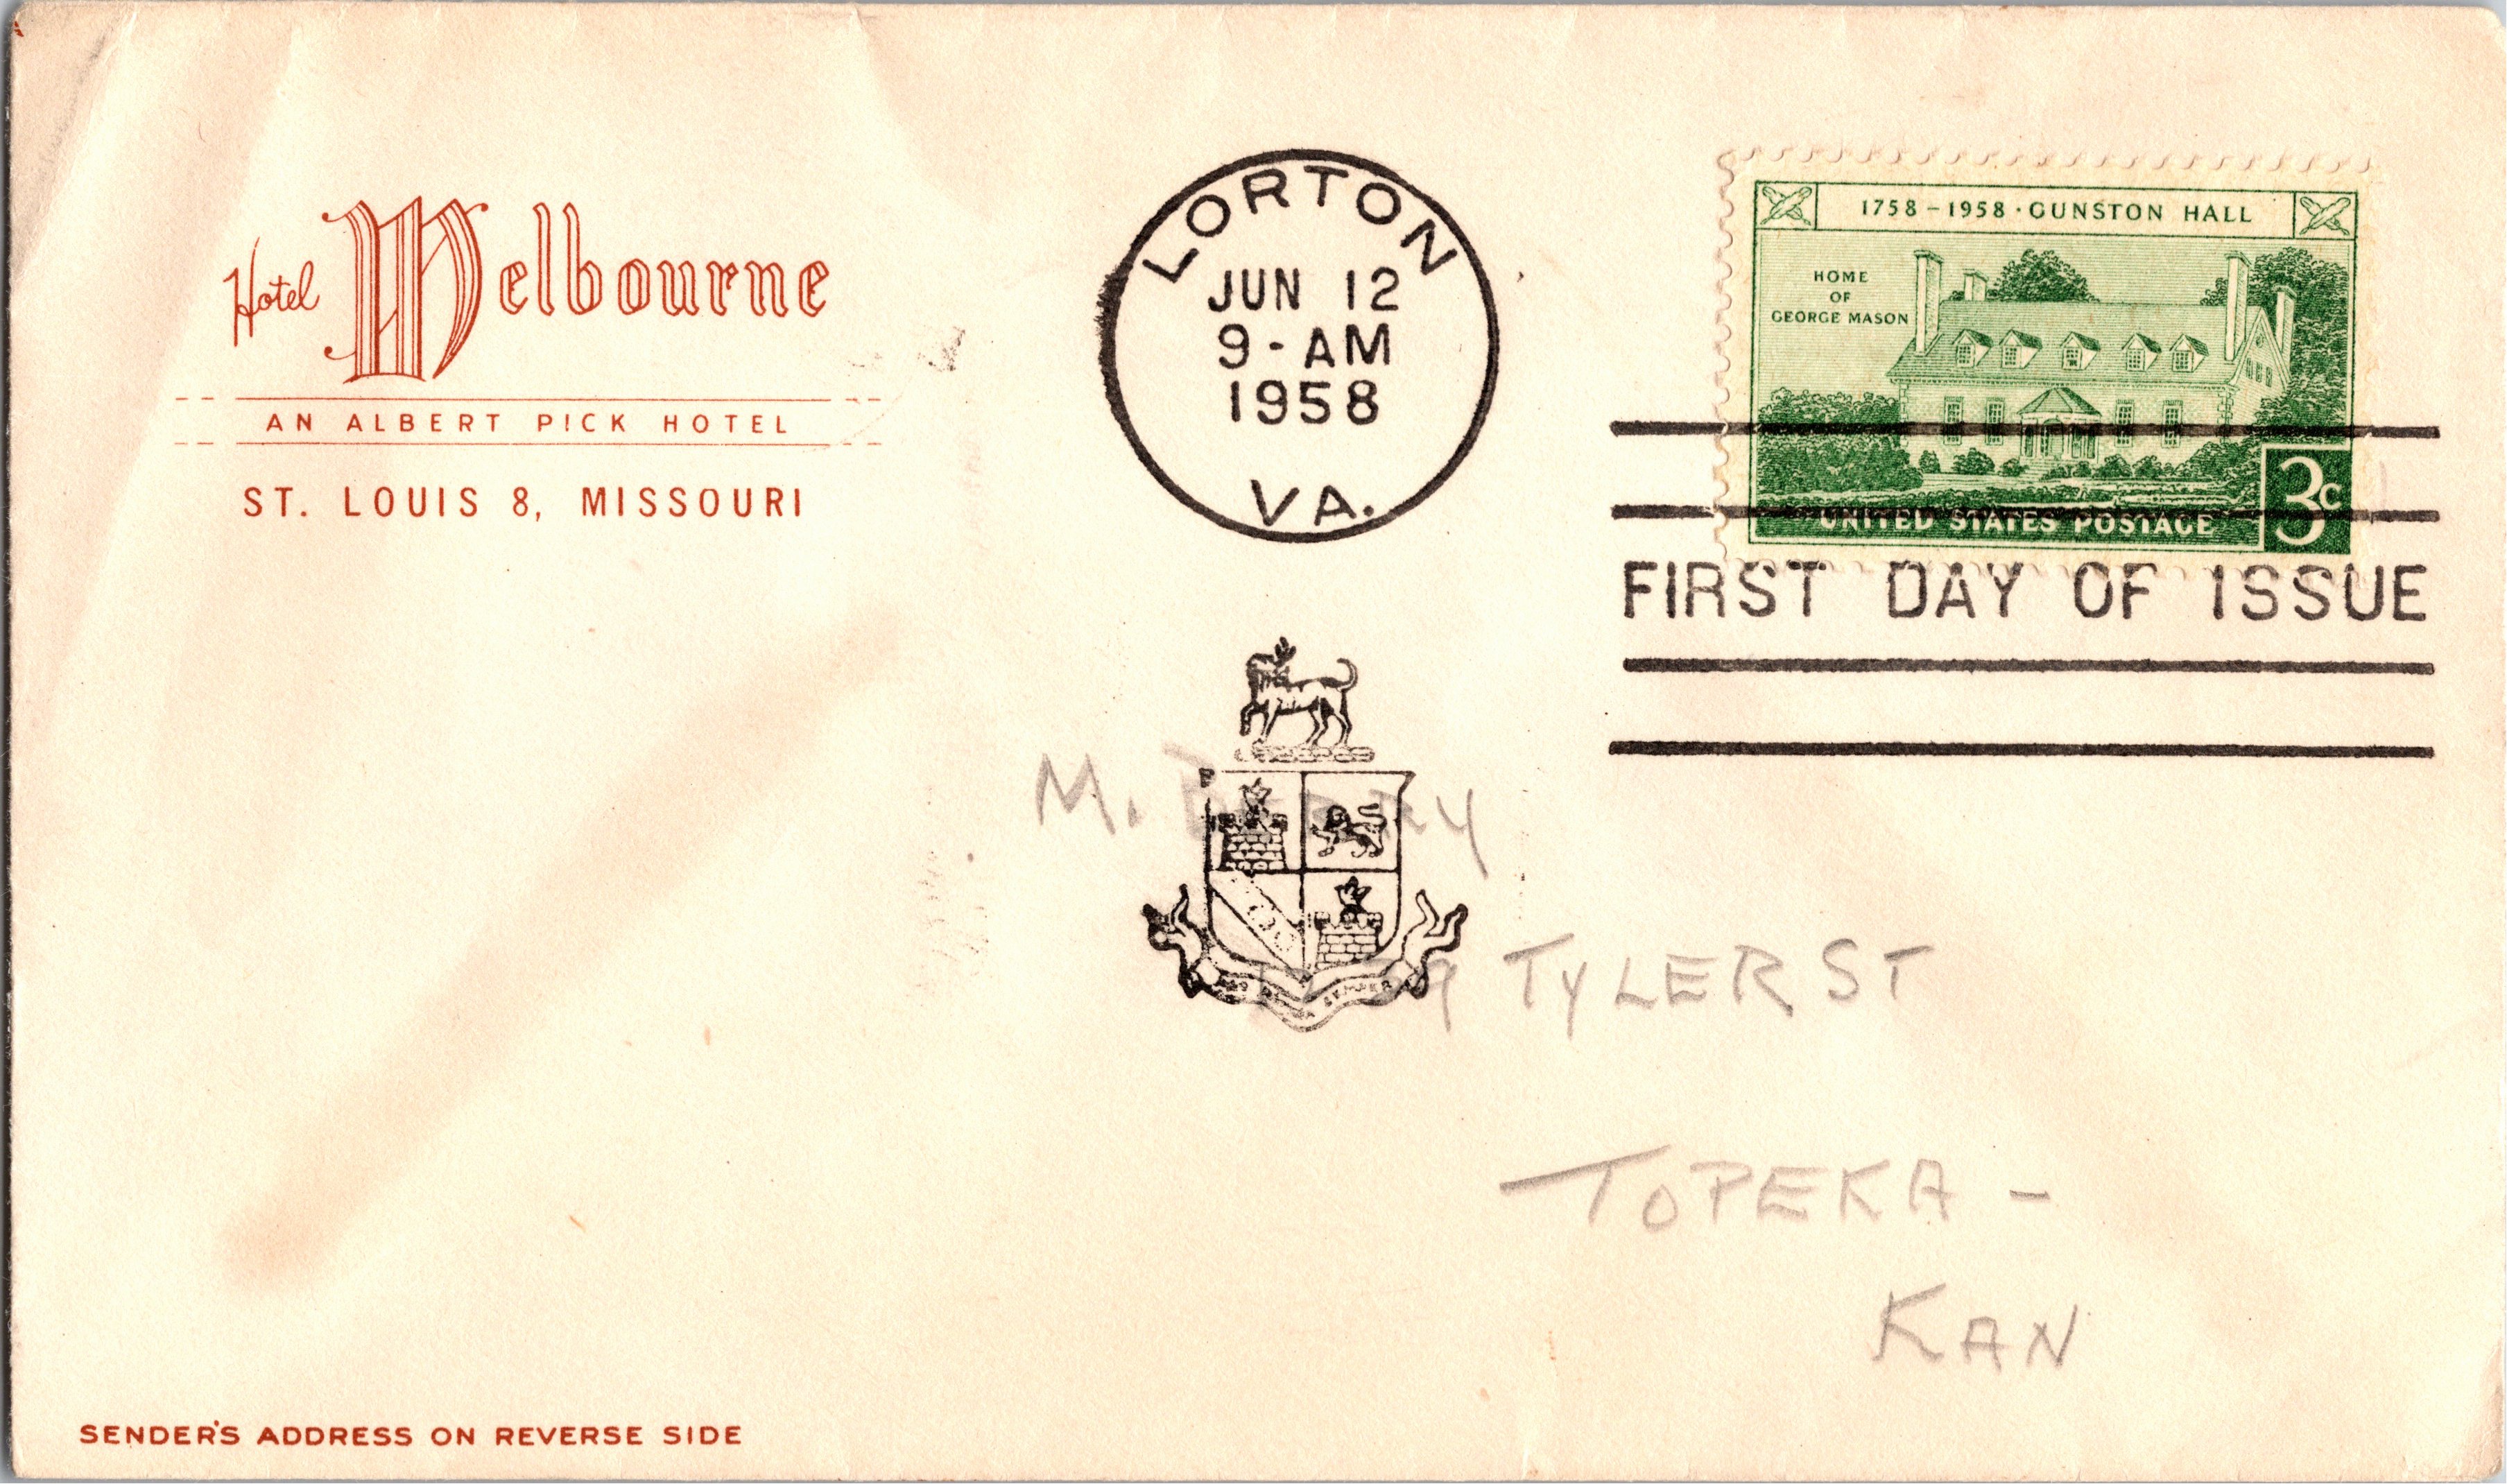 Hotel Melbourne
AN ALBERT PICK HOTEL
ST. LOUIS 8, MISSOURI
LORTON
JUN 12
9-AM
1958
VA.
1758-1958·GUNSTON HALL
HOME
OF
GEORGE MASON
3c
UNITED STATES POSTAGE
FIRST DAY OF ISSUE
M.
SEMPER
TYLER ST
TOPEKA -
KAN
SENDER'S ADDRESS ON REVERSE SIDE